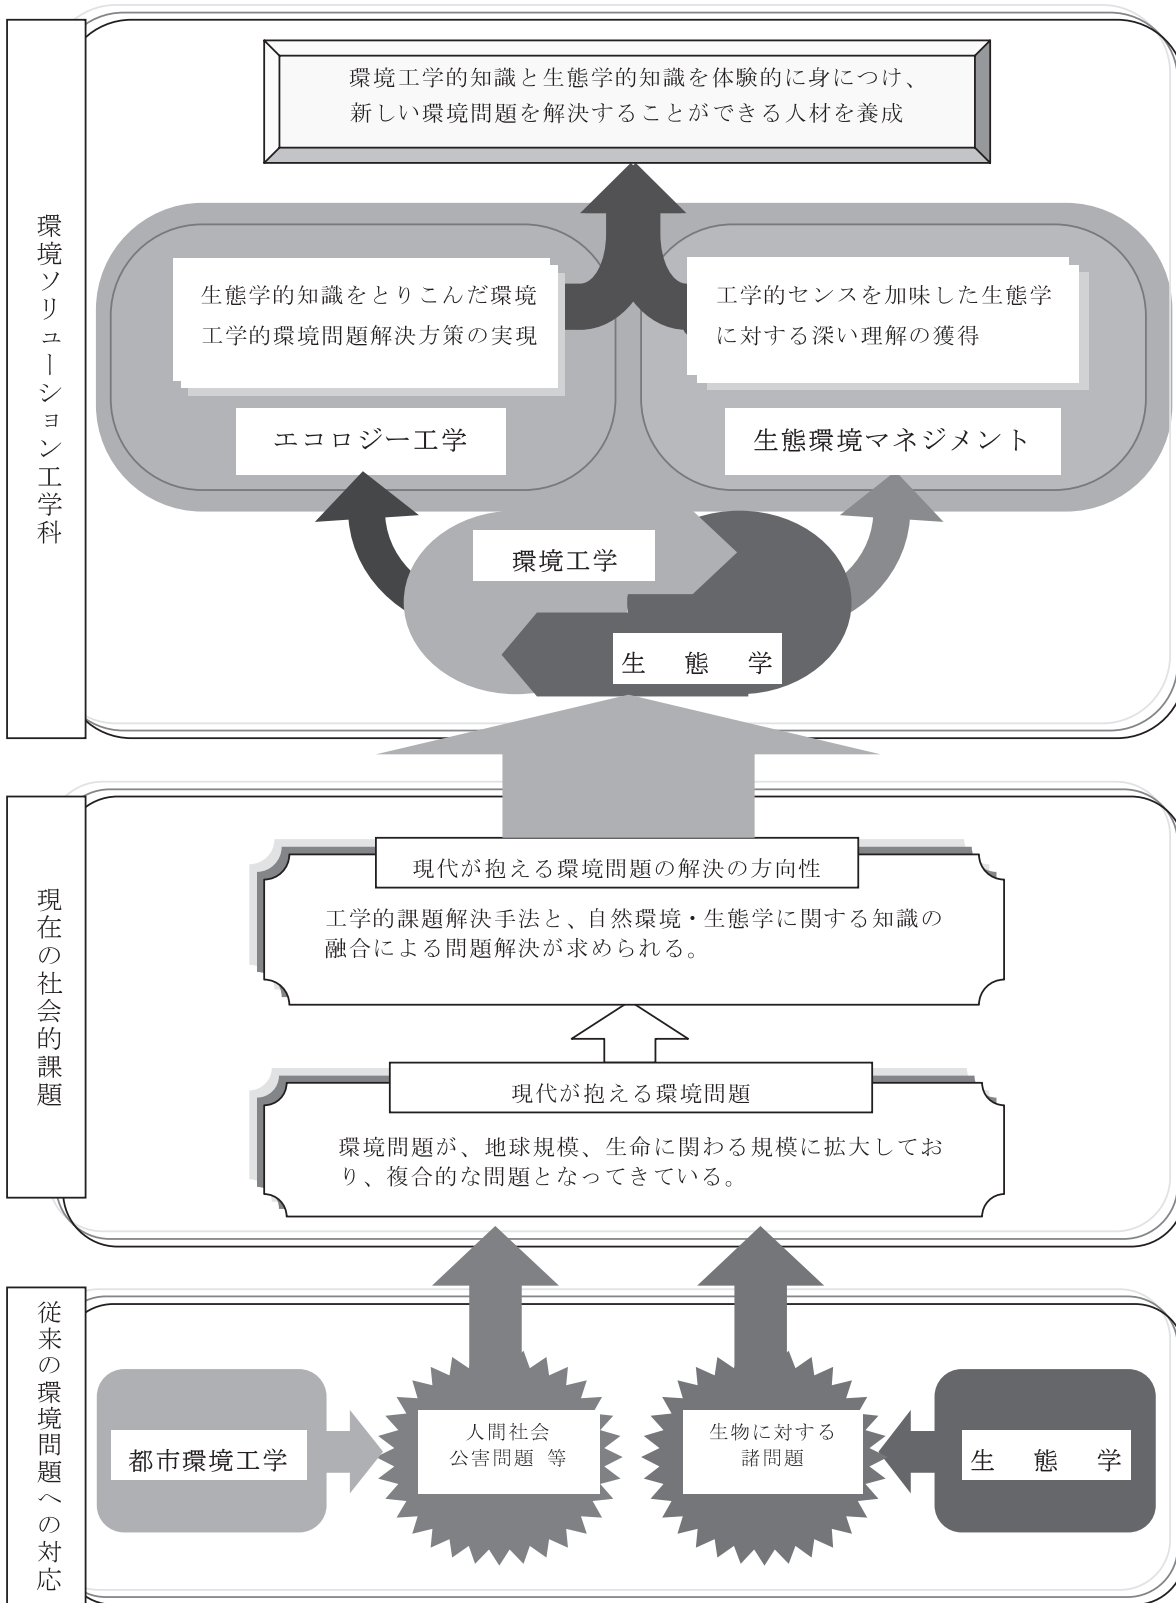 環境ソリューション工学科
環境工学的知識と生態学的知識を体験的に身につけ、
新しい環境問題を解決することができる人材を養成
生態学的知識をとりこんだ環境
工学的環境問題解決方策の実現
エコロジー工学
工学的センスを加味した生態学
に対する深い理解の獲得
生態環境マネジメント
環境工学
生 態 学
現在の社会的課題
現代が抱える環境問題の解決の方向性
工学的課題解決手法と、自然環境・生態学に関する知識の
融合による問題解決が求められる。
現代が抱える環境問題
環境問題が、地球規模、生命に関わる規模に拡大してお
り、複合的な問題となってきている。
従来の環境問題への対応
都市環境工学
人間社会
公害問題 等
生物に対する
諸問題
生 態 学